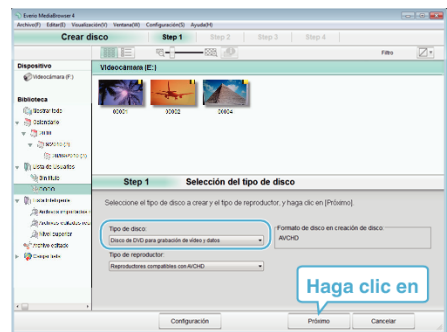 Everio MediaBrowser 4
Archivo(F) Editar(E) Visualización(V) Ventana(W) Configuración(S) Ayuda(H)
Crear disco Step 1 Step 2 Step 3 Step 4
Filtro
Dispositivo
Videocámara (F:)
Videocámara (E:)
00001 00002 00004
Biblioteca
Mostrar todo
Calendario
Lista de usuarios
Sin título
Nivel superior
Step 1 Selección del tipo de disco
Seleccione el tipo de disco a crear y el tipo de reproductor, y haga clic en [Próximo].
Tipo de disco:
Disco de DVD para grabación de vídeo y datos
Formato de disco en creación de disco.
AVCHD
Tipo de reproductor:
Reproductores compatibles con AVCHD
Haga clic en
Configuración Próximo Cancelar